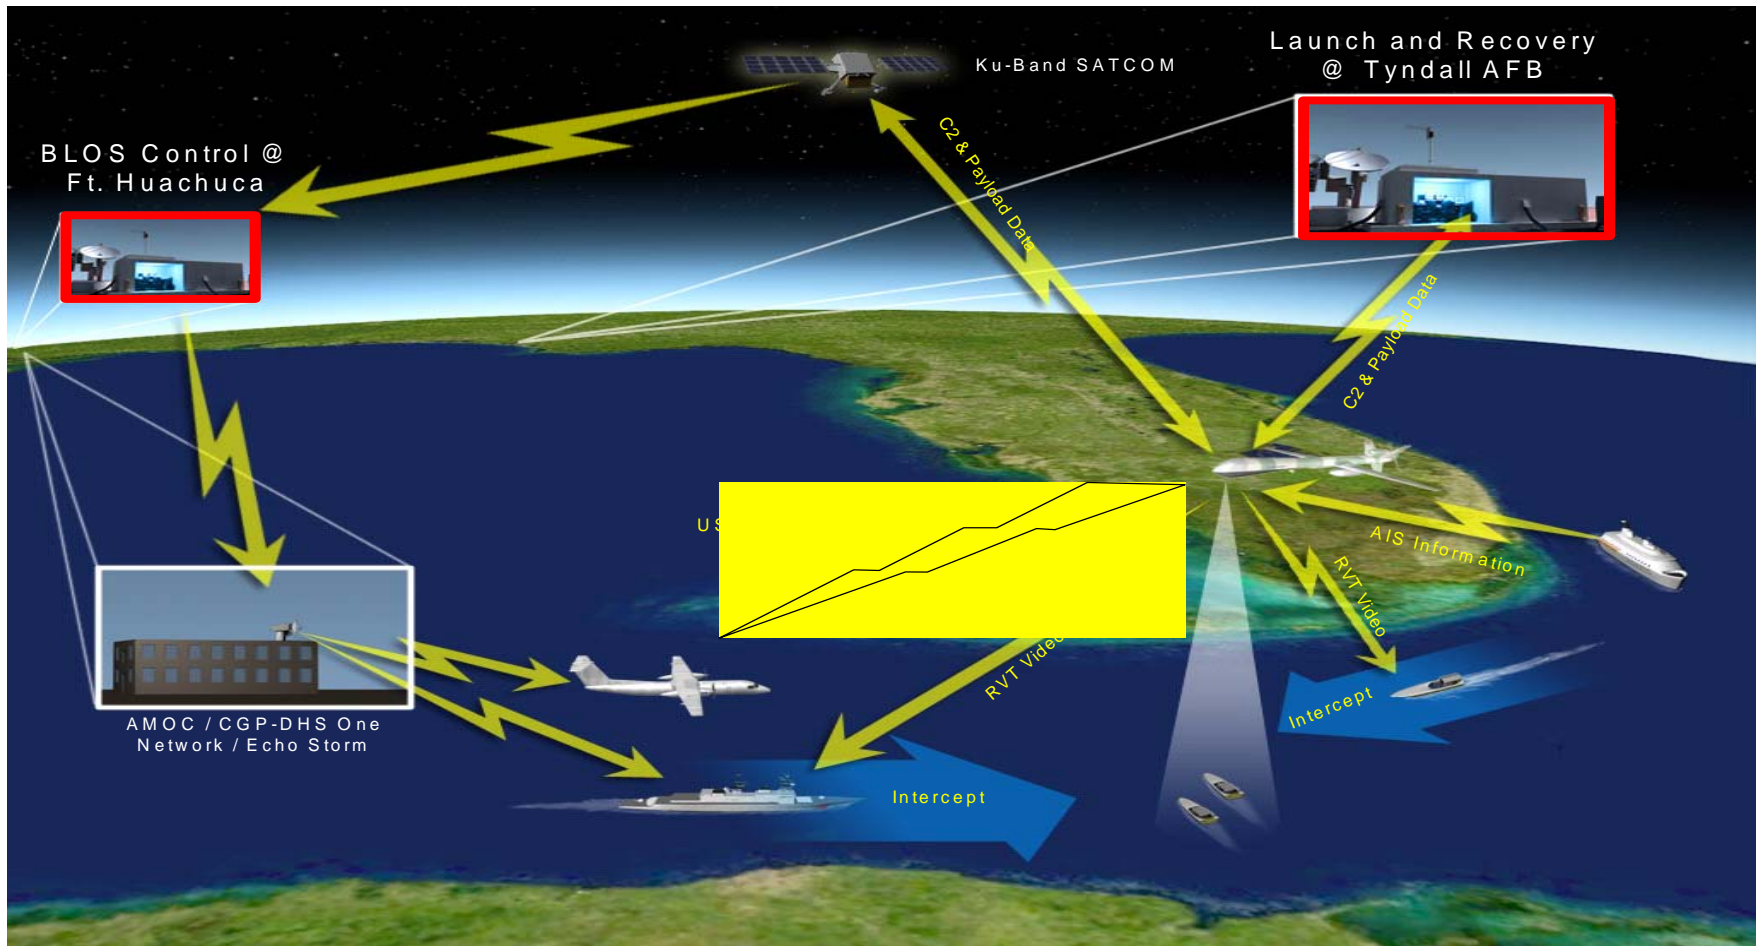 Launch and Recovery
@ Tyndall AFB
Ku-Band SATCOM
BLOS Control @
Ft. Huachuca
C2 & Payload Data
C2 & Payload Data
US
AIS Information
RVT Video
RVT Video
Intercept
Intercept
AMOC / CGP-DHS One
Network / Echo Storm